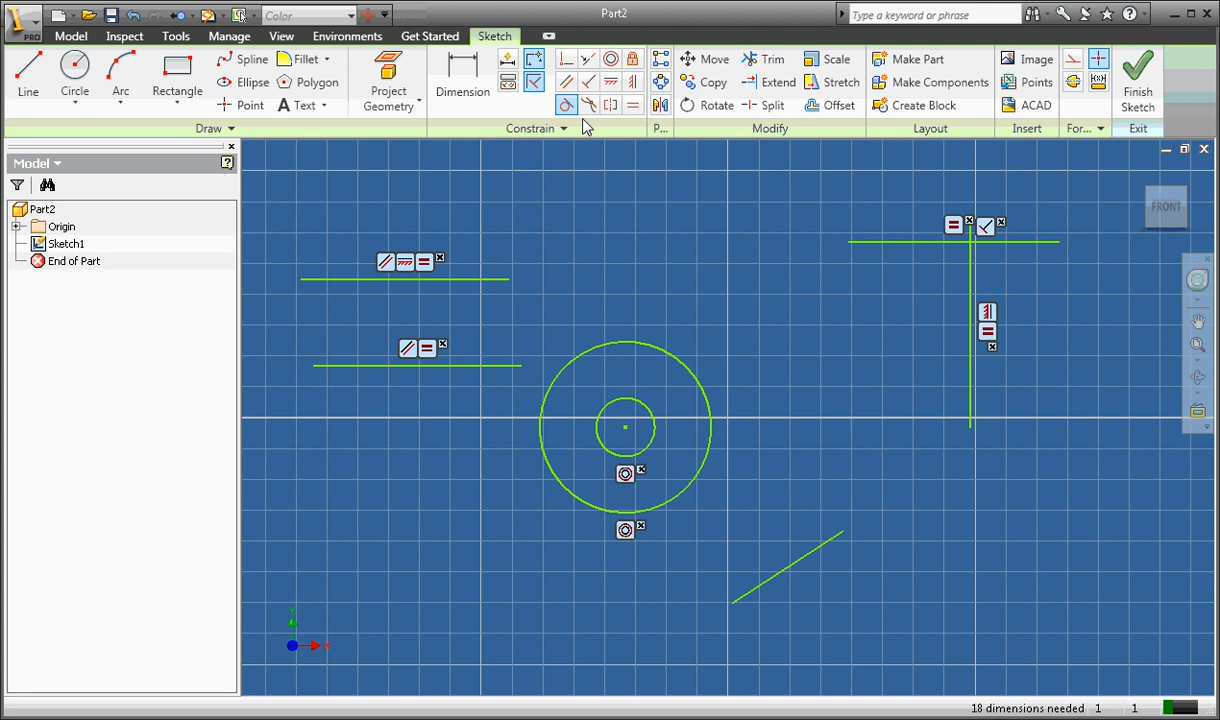 Color
Part2
Type a keyword or phrase
PRO
Model Inspect Tools Manage View Environments Get Started Sketch
Line
Circle
Arc
Rectangle
Spline
Fillet
Ellipse
Polygon
Point
Text
Project
Geometry
Dimension
Move
Trim
Scale
Copy
Extend
Stretch
Rotate
Split
Offset
Make Part
Make Components
Create Block
Image
Points
ACAD
Finish
Sketch
Draw
Constrain
P...
Modify
Layout
Insert
For...
Exit
Model
Part2
Origin
Sketch1
End of Part
FRONT
Y
X
18 dimensions needed 1 1